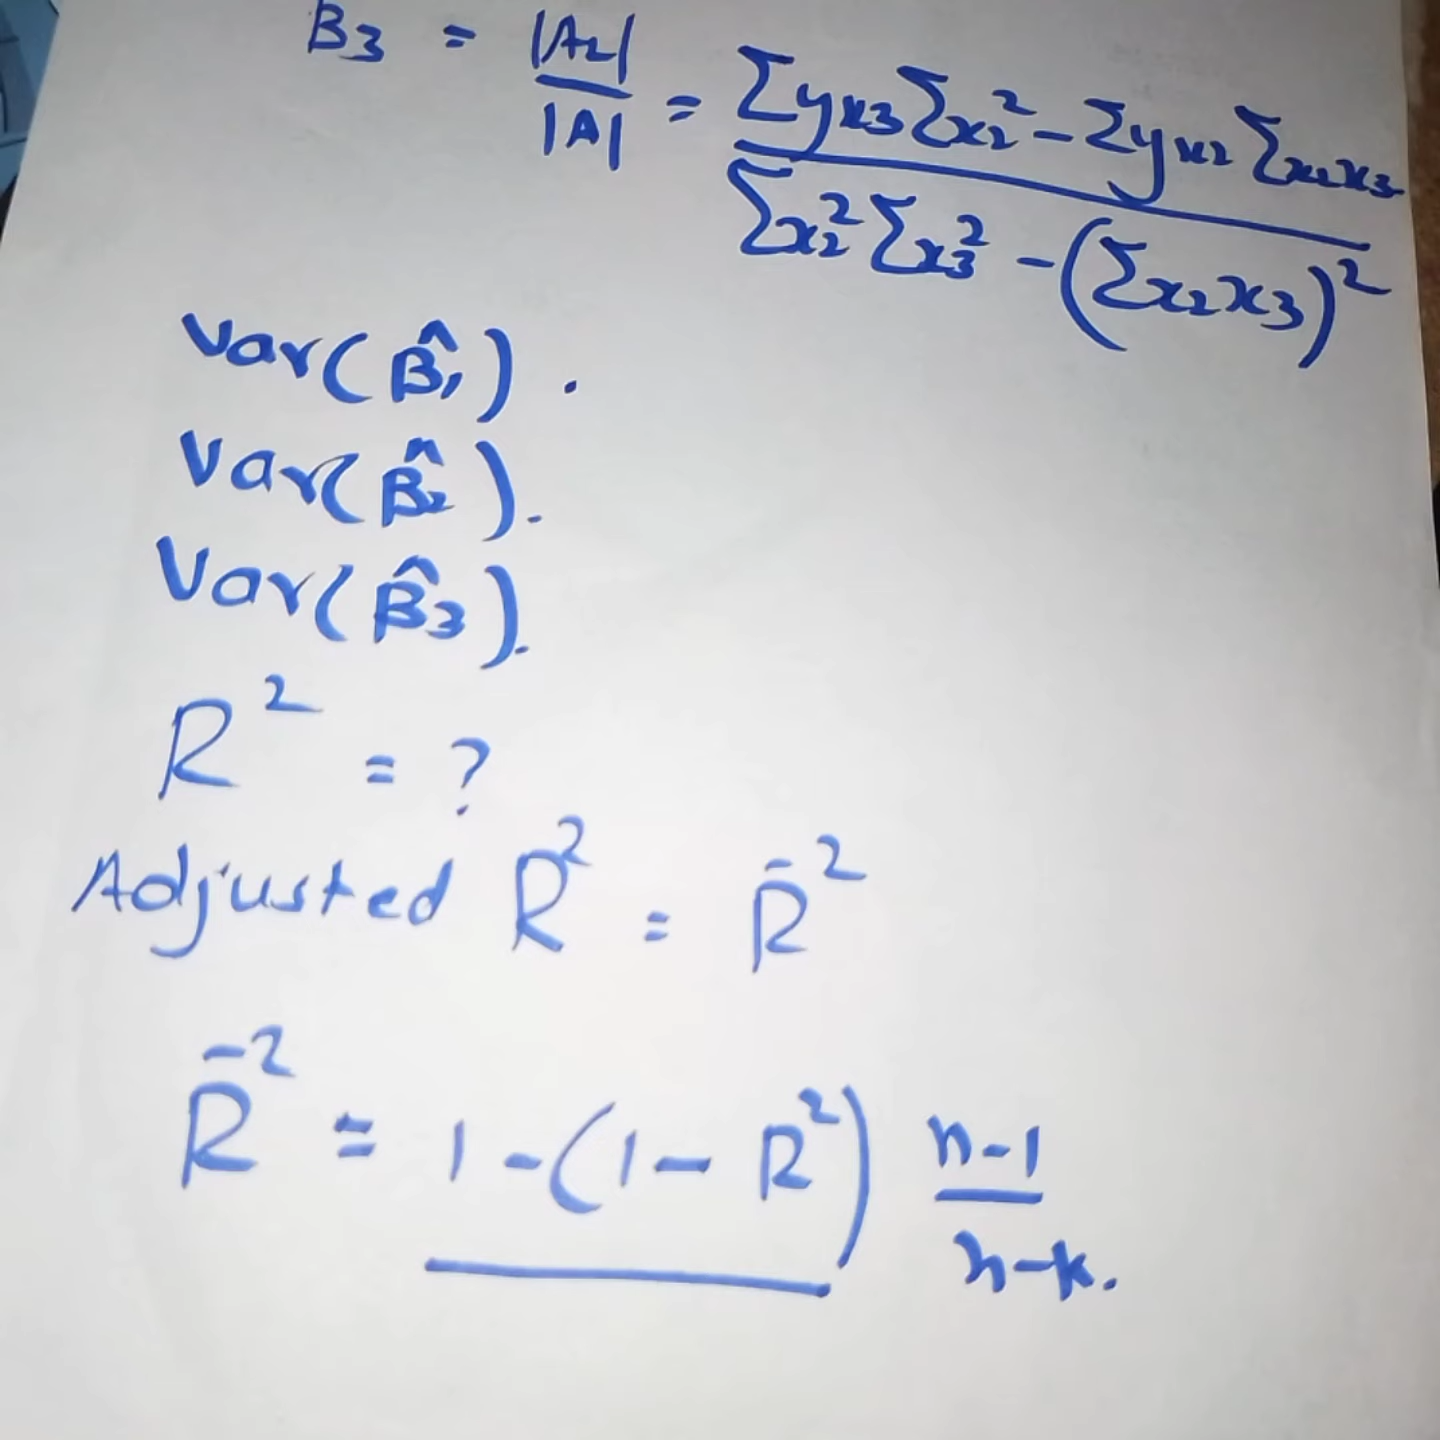 B3 = |A2| / |A| = Σyx3 Σx2² - Σyx2 Σx2x3 / Σx2² Σx3² - (Σx2x3)²
Var(B̂1).
Var(B̂2).
Var(B̂3).
R² = ?
Adjusted R² = R̄²
R̄² = 1-(1-R²) n-1 / n-k.